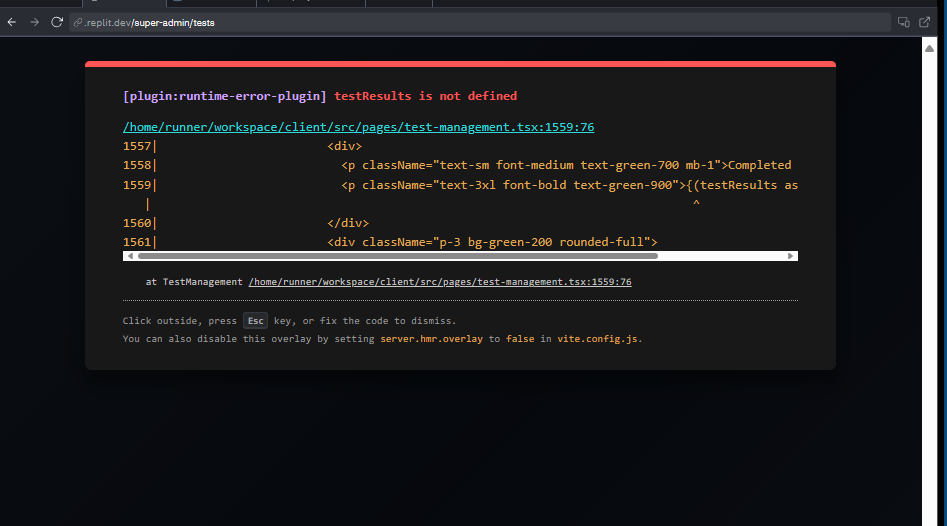 .replit.dev/super-admin/tests
[plugin:runtime-error-plugin] testResults is not defined
/home/runner/workspace/client/src/pages/test-management.tsx:1559:76
1557| <div>
1558| <p className="text-sm font-medium text-green-700 mb-1">Completed
1559| <p className="text-3xl font-bold text-green-900">{(testResults as
| ^
1560| </div>
1561| <div className="p-3 bg-green-200 rounded-full">
at TestManagement /home/runner/workspace/client/src/pages/test-management.tsx:1559:76
Click outside, press Esc key, or fix the code to dismiss.
You can also disable this overlay by setting server.hmr.overlay to false in vite.config.js.